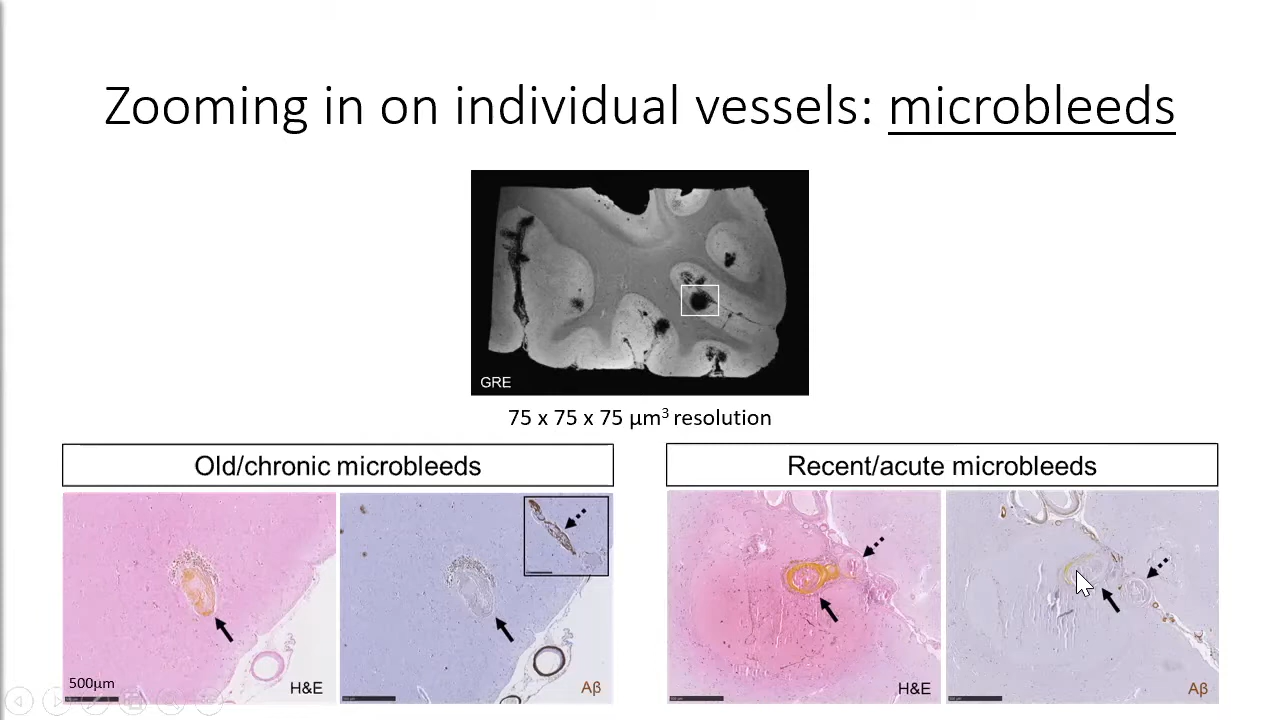 Zooming in on individual vessels: microbleeds
GRE
75 x 75 x 75 µm³ resolution
Old/chronic microbleeds
Recent/acute microbleeds
500µm
H&E
Aβ
H&E
Aβ